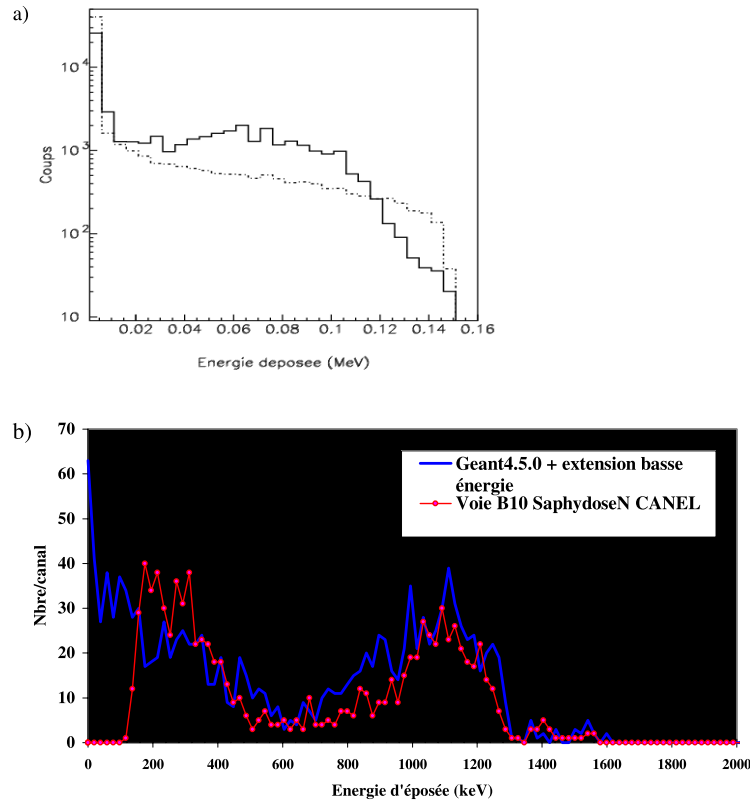 a)
10^4
10^3
10^2
10
Coups
0.02 0.04 0.06 0.08 0.1 0.12 0.14 0.16
Energie deposee (MeV)
b)
70
60
50
40
30
20
10
0
Nbre/canal
Geant4.5.0 + extension basse
énergie
Voie B10 SaphydoseN CANEL
0 200 400 600 800 1000 1200 1400 1600 1800 2000
Energie d'éposée (keV)